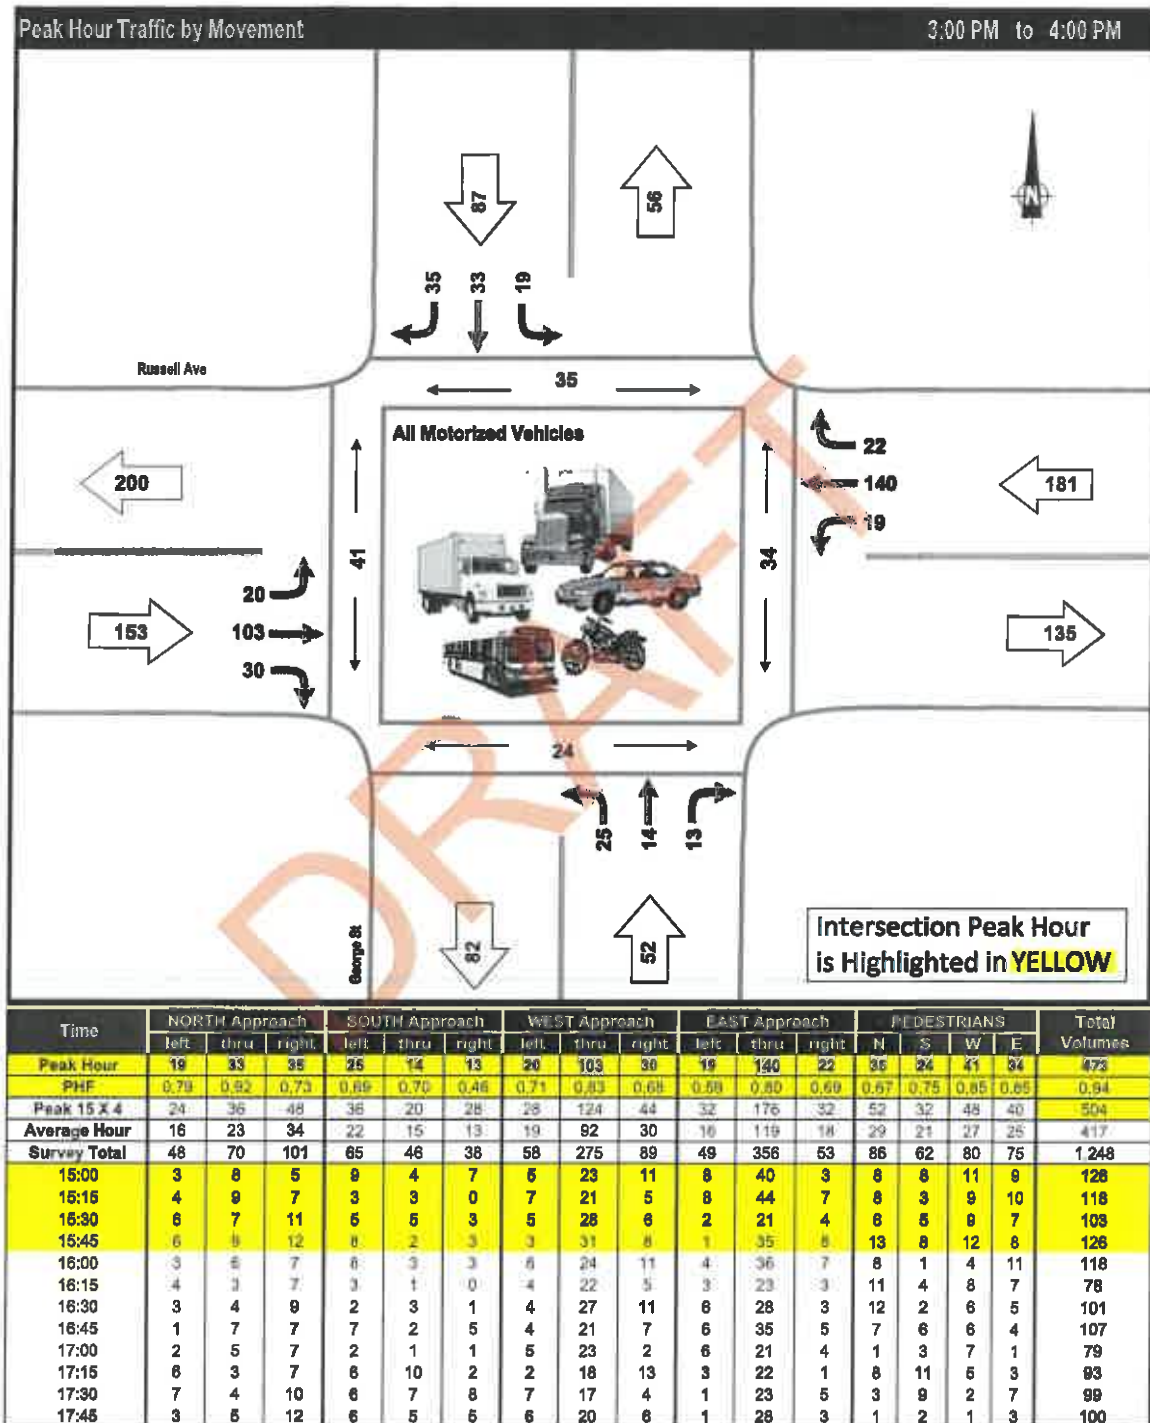 Peak Hour Traffic by Movement 3:00 PM to 4:00 PM
87
56
N
35 33 19
Russell Ave
35
All Motorized Vehicles
22
200
140
181
19
41
34
20
153
103
135
30
24
25 14 13
George St
82
52
Intersection Peak Hour
is Highlighted in YELLOW
DRAFT
Time NORTH Approach SOUTH Approach WEST Approach EAST Approach PEDESTRIANS Total
left thru right left thru right left thru right left thru right N S W E Volumes
Peak Hour 19 33 35 25 14 13 20 103 30 19 140 22 35 24 41 34 473
PHF 0.79 0.92 0.73 0.69 0.70 0.46 0.71 0.83 0.68 0.59 0.80 0.69 0.67 0.75 0.85 0.85 0.94
Peak 15 X 4 24 36 48 36 20 28 28 124 44 32 176 32 52 32 48 40 504
Average Hour 16 23 34 22 15 13 19 92 30 16 119 18 29 21 27 25 417
Survey Total 48 70 101 65 46 38 58 275 89 49 356 53 86 62 80 75 1,248
15:00 3 8 5 9 4 7 5 23 11 8 40 3 8 8 11 9 126
15:15 4 9 7 3 3 0 7 21 5 8 44 7 8 3 9 10 118
15:30 6 7 11 5 5 3 5 28 6 2 21 4 6 5 9 7 103
15:45 6 9 12 8 2 3 3 31 8 1 35 8 13 8 12 8 126
16:00 3 6 7 8 3 3 6 24 11 4 36 7 8 1 4 11 118
16:15 4 3 7 3 1 0 4 22 5 3 23 3 11 4 8 7 78
16:30 3 4 9 2 3 1 4 27 11 6 28 3 12 2 6 5 101
16:45 1 7 7 7 2 5 4 21 7 6 35 5 7 6 6 4 107
17:00 2 5 7 2 1 1 5 23 2 6 21 4 1 3 7 1 79
17:15 6 3 7 6 10 2 2 18 13 3 22 1 8 11 5 3 93
17:30 7 4 10 6 7 8 7 17 4 1 23 5 3 9 2 7 99
17:45 3 5 12 6 5 5 6 20 6 1 28 3 1 2 1 3 100